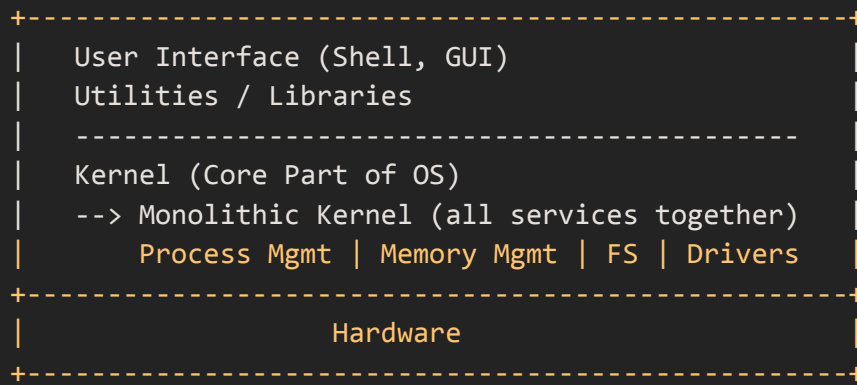 +---------------------------------------------------+
|   User Interface (Shell, GUI)                     |
|   Utilities / Libraries                           |
|   ---------------------------------------------   |
|   Kernel (Core Part of OS)                        |
|   --> Monolithic Kernel (all services together)   |
|       Process Mgmt | Memory Mgmt | FS | Drivers   |
+---------------------------------------------------+
|                   Hardware                        |
+---------------------------------------------------+